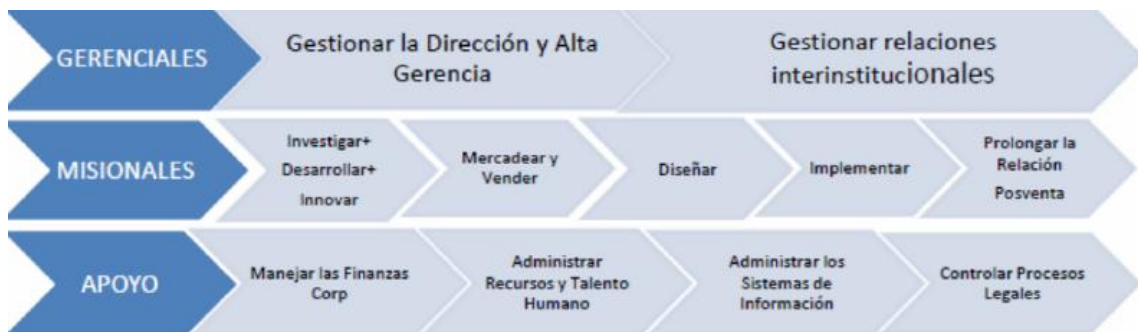 GERENCIALES
Gestionar la Dirección y Alta
Gerencia
Gestionar relaciones
interinstitucionales
MISIONALES
Investigar+
Desarrollar+
Innovar
Mercadear y
Vender
Diseñar
Implementar
Prolongar la
Relación
Posventa
APOYO
Manejar las Finanzas
Corp
Administrar
Recursos y Talento
Humano
Administrar los
Sistemas de
Información
Controlar Procesos
Legales